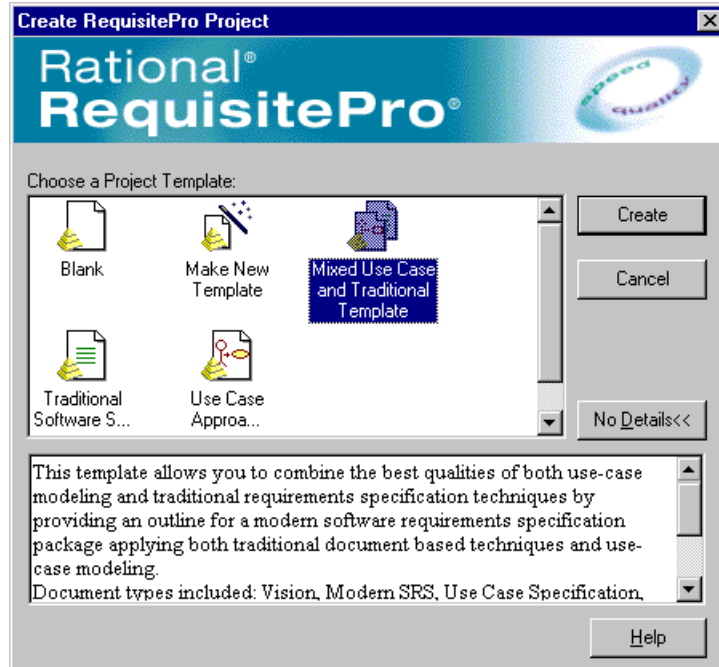 Create RequisitePro Project
Rational®
RequisitePro®
speed
quality
Choose a Project Template:
Blank
Make New
Template
Mixed Use Case
and Traditional
Template
Traditional
Software S...
Use Case
Approa...
Create
Cancel
No Details<<
This template allows you to combine the best qualities of both use-case
modeling and traditional requirements specification techniques by
providing an outline for a modern software requirements specification
package applying both traditional document based techniques and use-
case modeling.
Document types included: Vision, Modern SRS, Use Case Specification,
Help